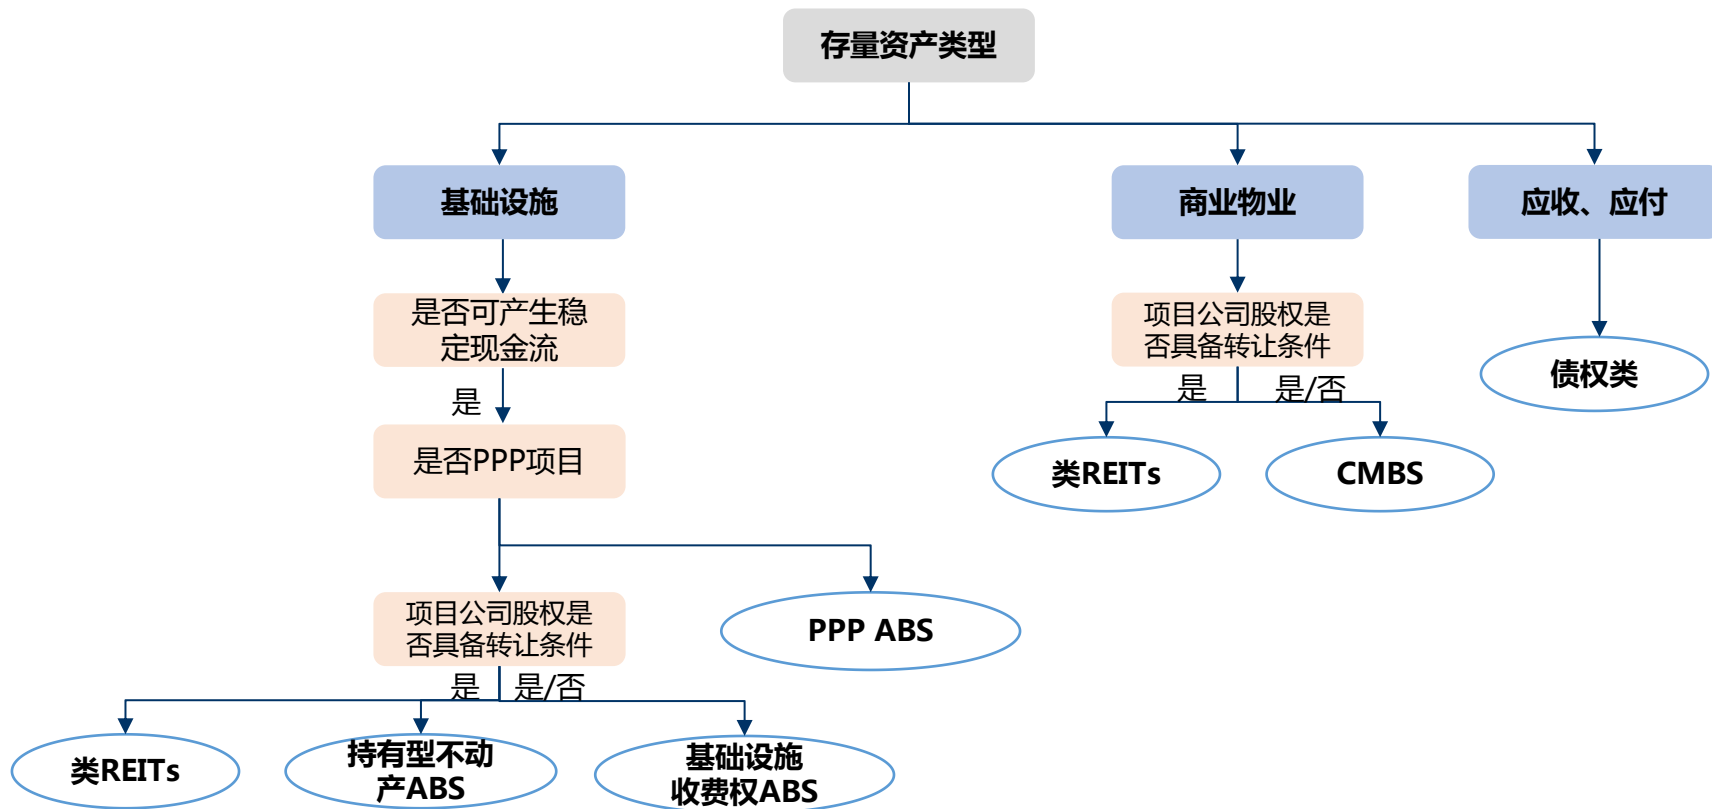 存量资产类型
基础设施
商业物业
应收、应付
是否可产生稳
定现金流
项目公司股权是
否具备转让条件
债权类
是
是
是/否
是否PPP项目
类REITs
CMBS
项目公司股权是
否具备转让条件
PPP ABS
是
是/否
类REITs
持有型不动
产ABS
基础设施
收费权ABS